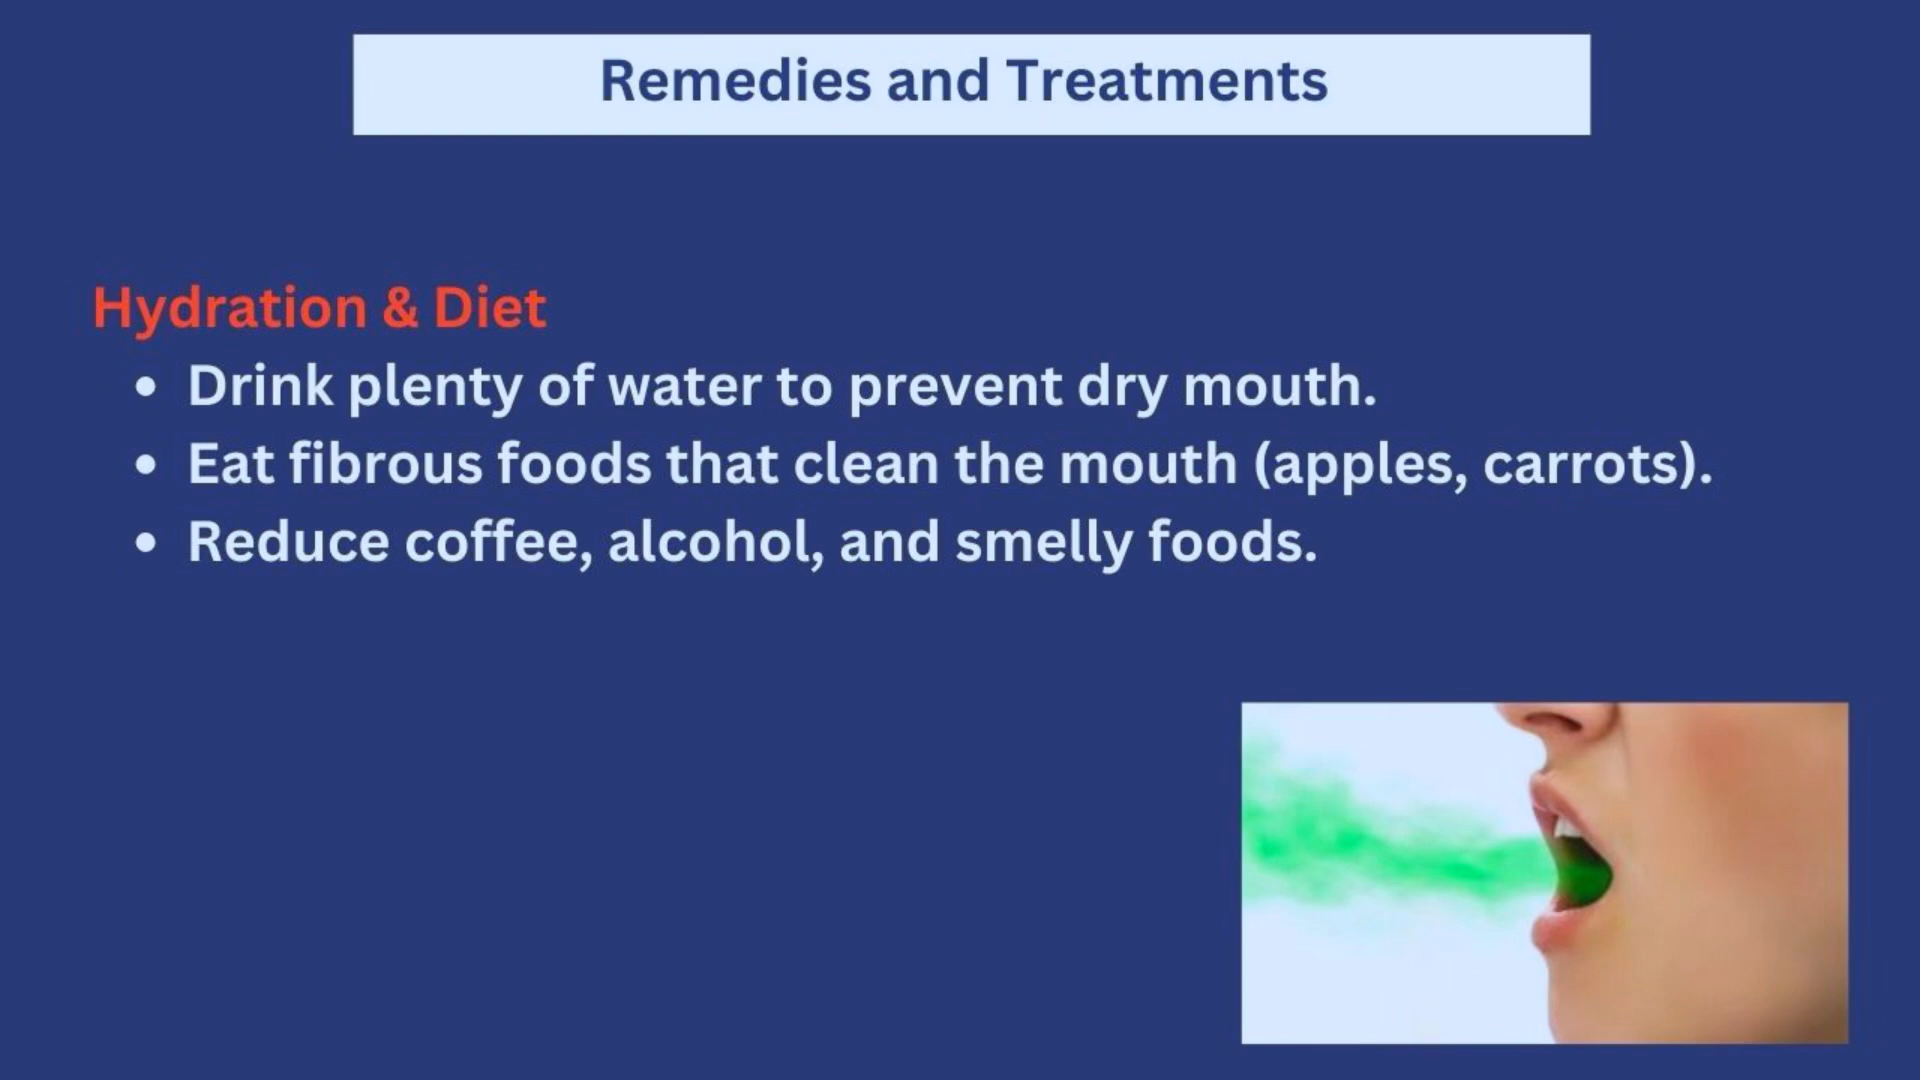 Remedies and Treatments
Hydration & Diet
• Drink plenty of water to prevent dry mouth.
• Eat fibrous foods that clean the mouth (apples, carrots).
• Reduce coffee, alcohol, and smelly foods.